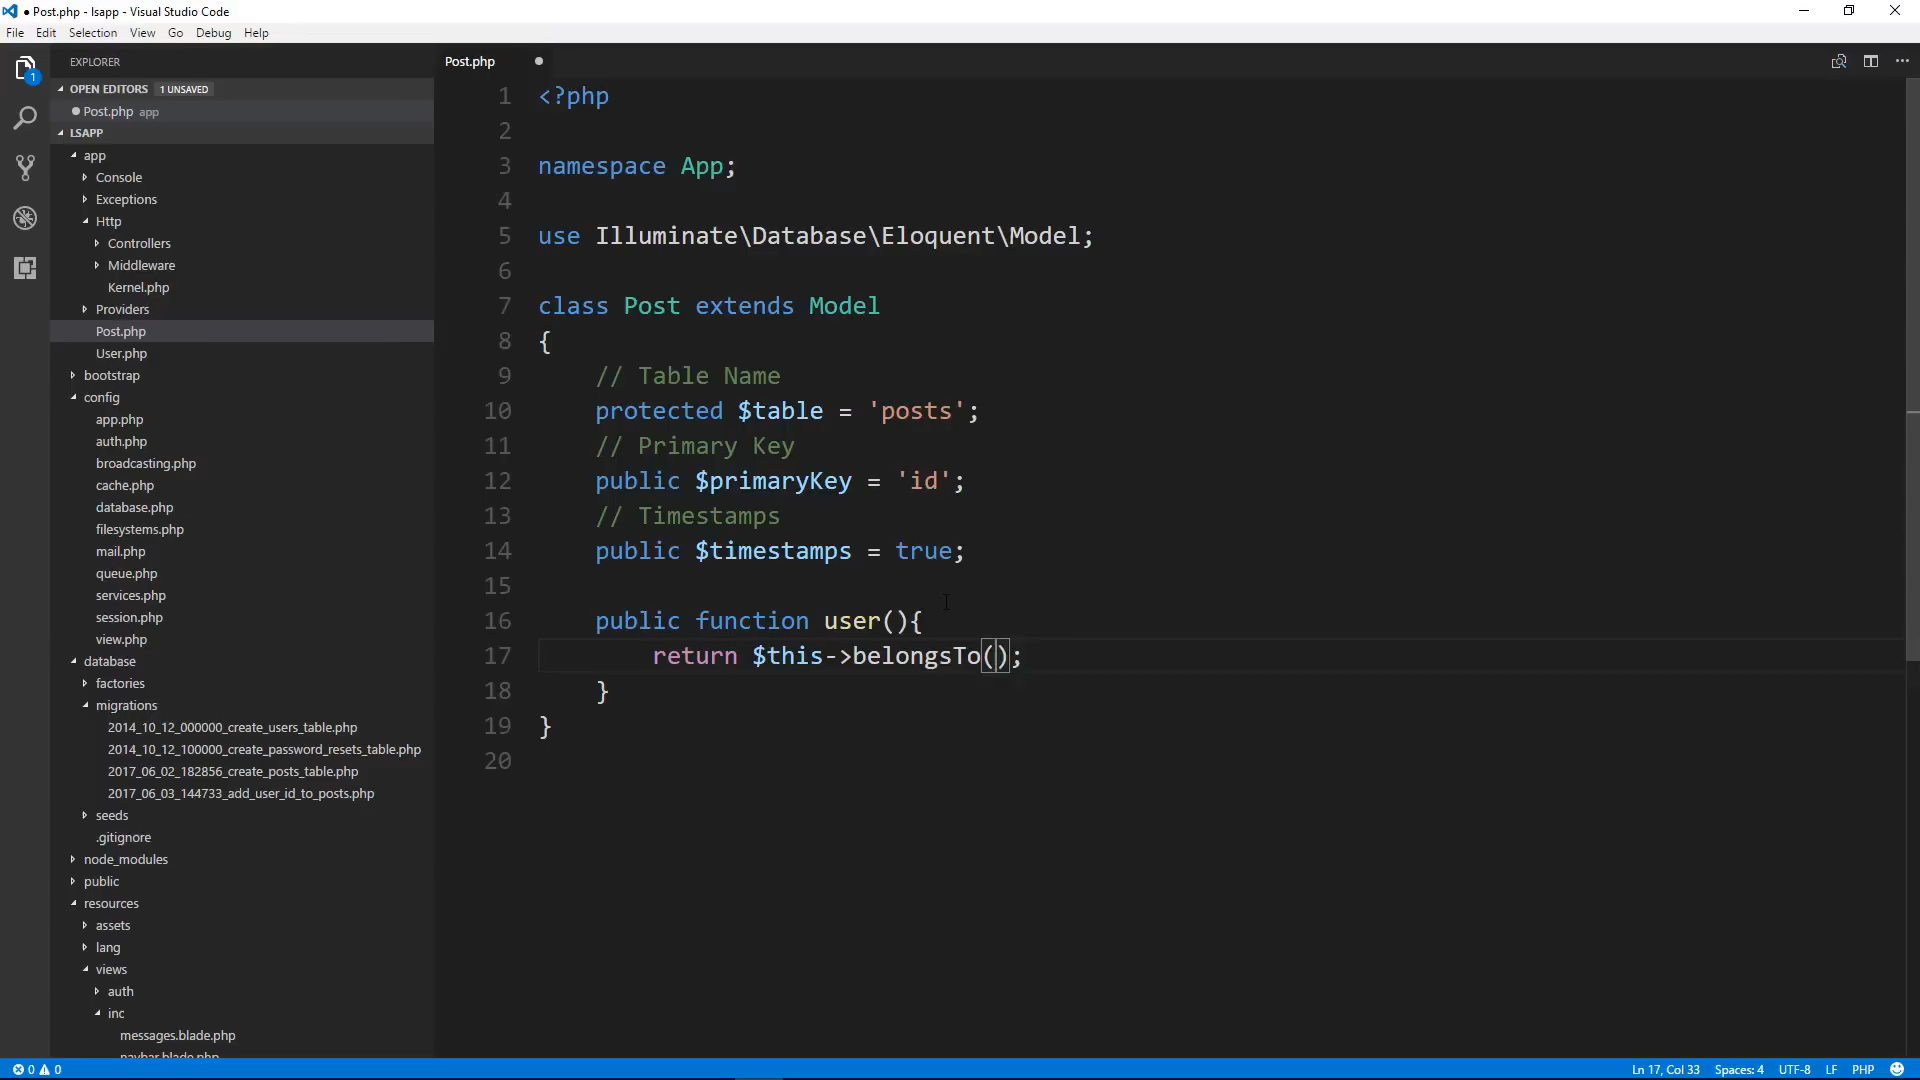 Post.php - lsapp - Visual Studio Code
File Edit Selection View Go Debug Help
1
EXPLORER
OPEN EDITORS 1 UNSAVED
Post.php app
LSAPP
app
Console
Exceptions
Http
Controllers
Middleware
Kernel.php
Providers
Post.php
User.php
bootstrap
config
app.php
auth.php
broadcasting.php
cache.php
database.php
filesystems.php
mail.php
queue.php
services.php
session.php
view.php
database
factories
migrations
2014_10_12_000000_create_users_table.php
2014_10_12_100000_create_password_resets_table.php
2017_06_02_182856_create_posts_table.php
2017_06_03_144733_add_user_id_to_posts.php
seeds
.gitignore
node_modules
public
resources
assets
lang
views
auth
inc
messages.blade.php
navbar.blade.php
Post.php
1 <?php
2
3 namespace App;
4
5 use Illuminate\Database\Eloquent\Model;
6
7 class Post extends Model
8 {
9 // Table Name
10 protected $table = 'posts';
11 // Primary Key
12 public $primaryKey = 'id';
13 // Timestamps
14 public $timestamps = true;
15
16 public function user(){
17 return $this->belongsTo();
18 }
19 }
20
0 0
Ln 17, Col 33 Spaces: 4 UTF-8 LF PHP